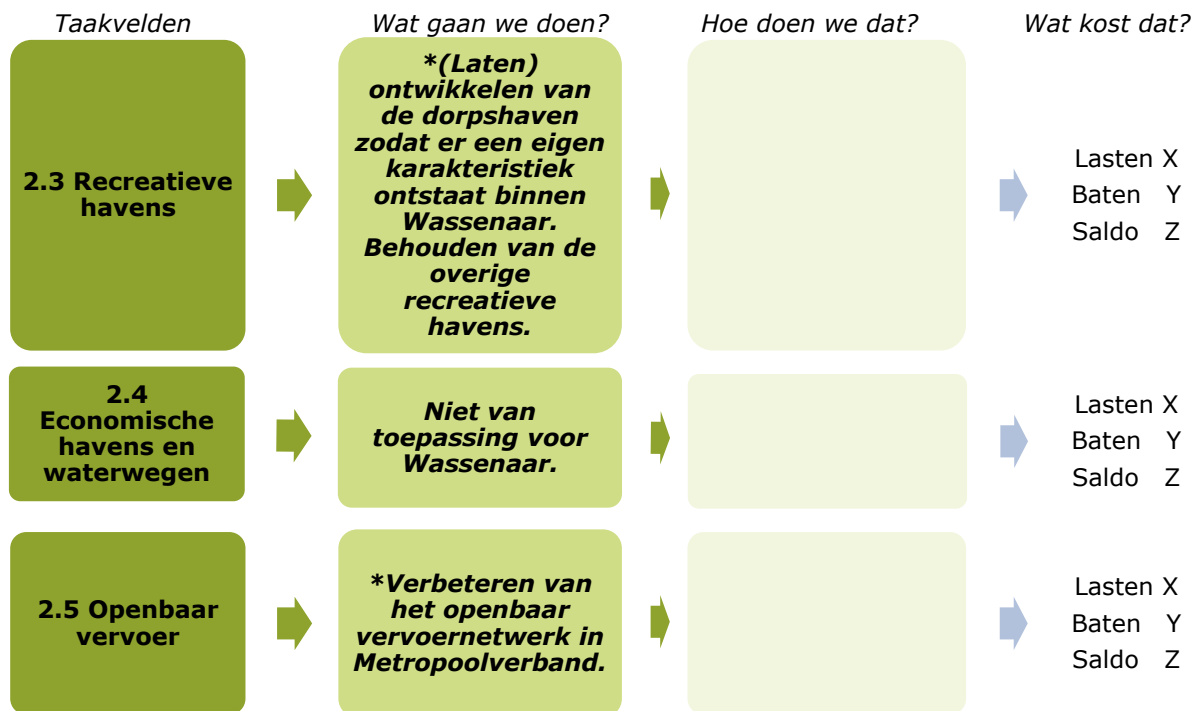 Taakvelden
Wat gaan we doen?
Hoe doen we dat?
Wat kost dat?
2.3 Recreatieve
havens
*(Laten)
ontwikkelen van
de dorpshaven
zodat er een eigen
karakteristiek
ontstaat binnen
Wassenaar.
Behouden van de
overige
recreatieve
havens.
Lasten X
Baten Y
Saldo Z
2.4
Economische
havens en
waterwegen
Niet van
toepassing voor
Wassenaar.
Lasten X
Baten Y
Saldo Z
2.5 Openbaar
vervoer
*Verbeteren van
het openbaar
vervoernetwerk in
Metropoolverband.
Lasten X
Baten Y
Saldo Z